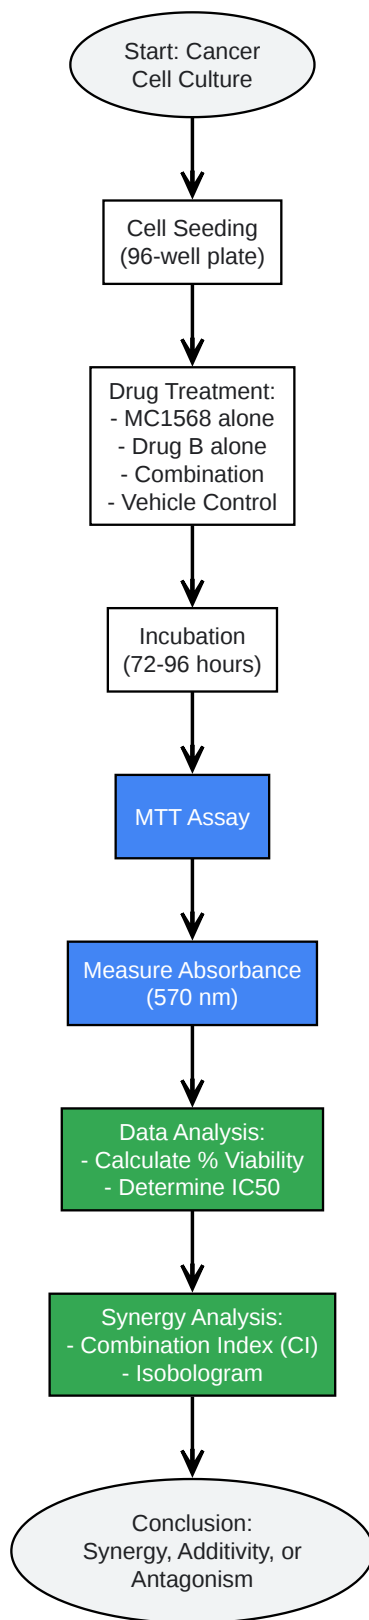 Start: Cancer
Cell Culture
Cell Seeding
(96-well plate)
Drug Treatment:
- MC1568 alone
- Drug B alone
- Combination
- Vehicle Control
Incubation
(72-96 hours)
MTT Assay
Measure Absorbance
(570 nm)
Data Analysis:
- Calculate % Viability
- Determine IC50
Synergy Analysis:
- Combination Index (CI)
- Isobologram
Conclusion:
Synergy, Additivity, or
Antagonism